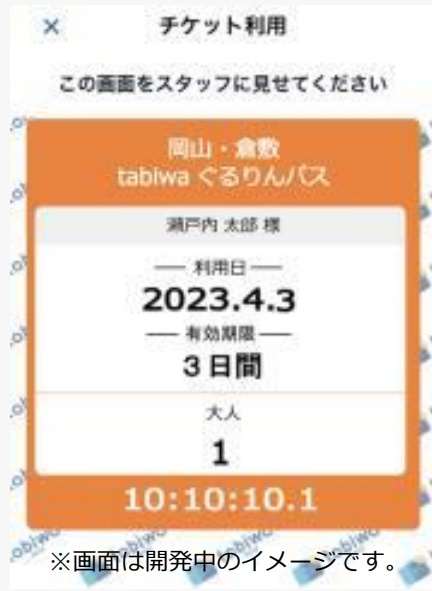 × チケット利用
この画面をスタッフに見せてください
岡山・倉敷
tabiwa ぐるりんパス
瀬戸内 太郎 様
利用日
2023.4.3
有効期限
3日間
大人
1
10:10:10.1
※画面は開発中のイメージです。